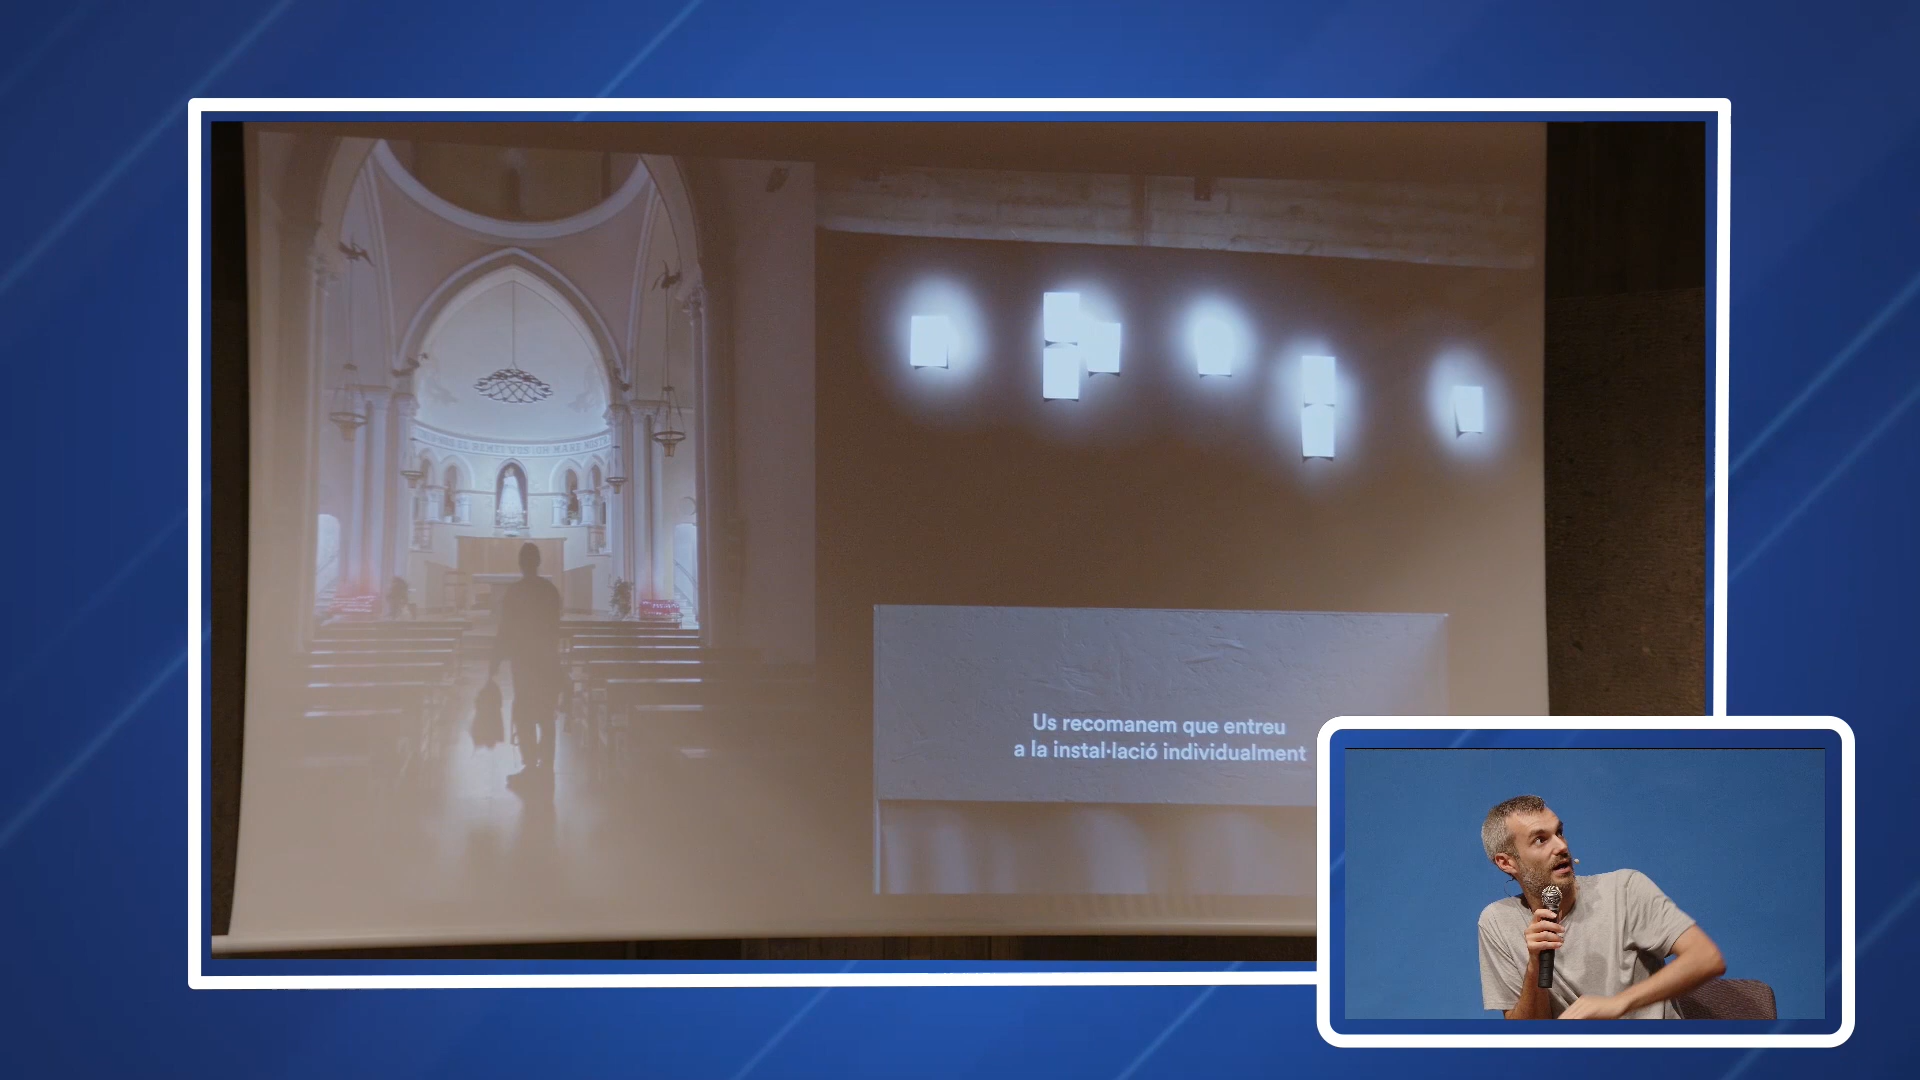 Us recomanem que entreu
a la instal·lació individualment